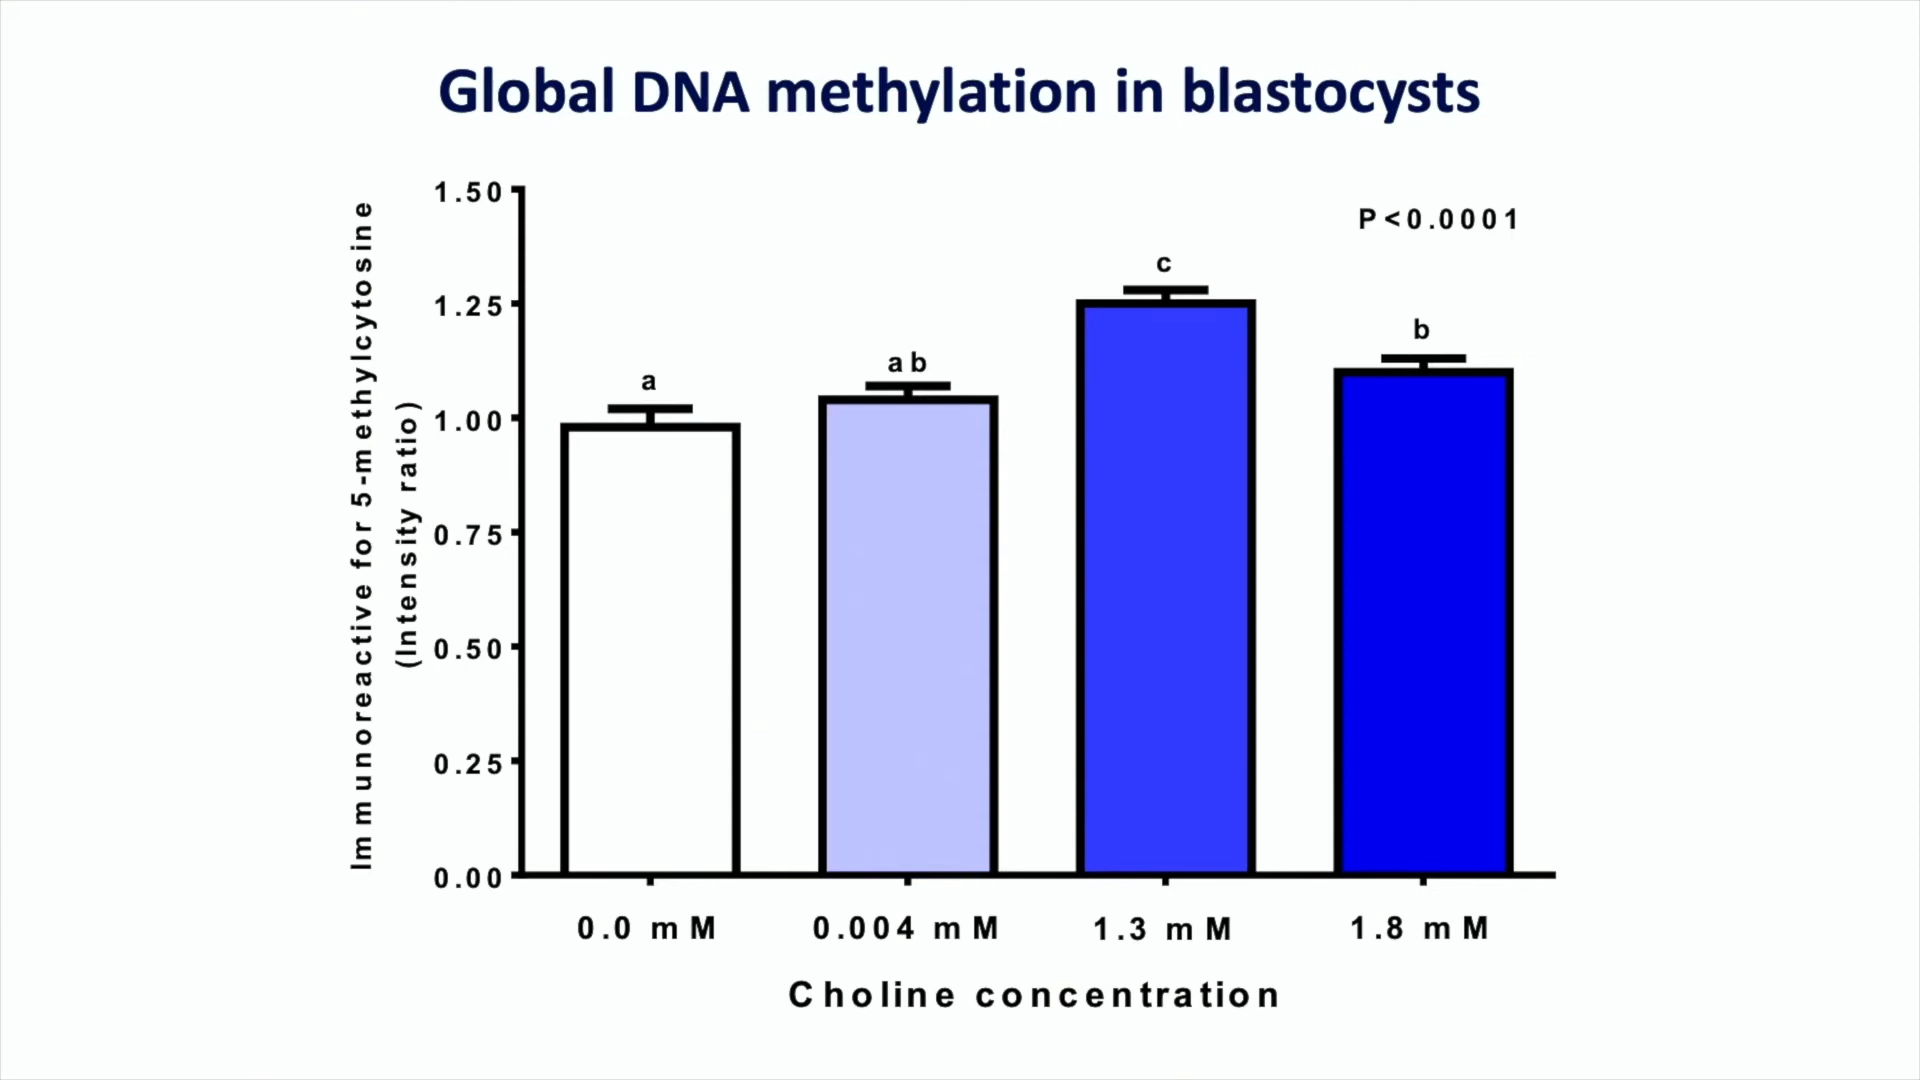 Global DNA methylation in blastocysts
Immunoreactive for 5-methylcytosine
(Intensity ratio)
1.50
1.25
1.00
0.75
0.50
0.25
0.00
P<0.0001
a
ab
c
b
0.0 mM
0.004 mM
1.3 mM
1.8 mM
Choline concentration